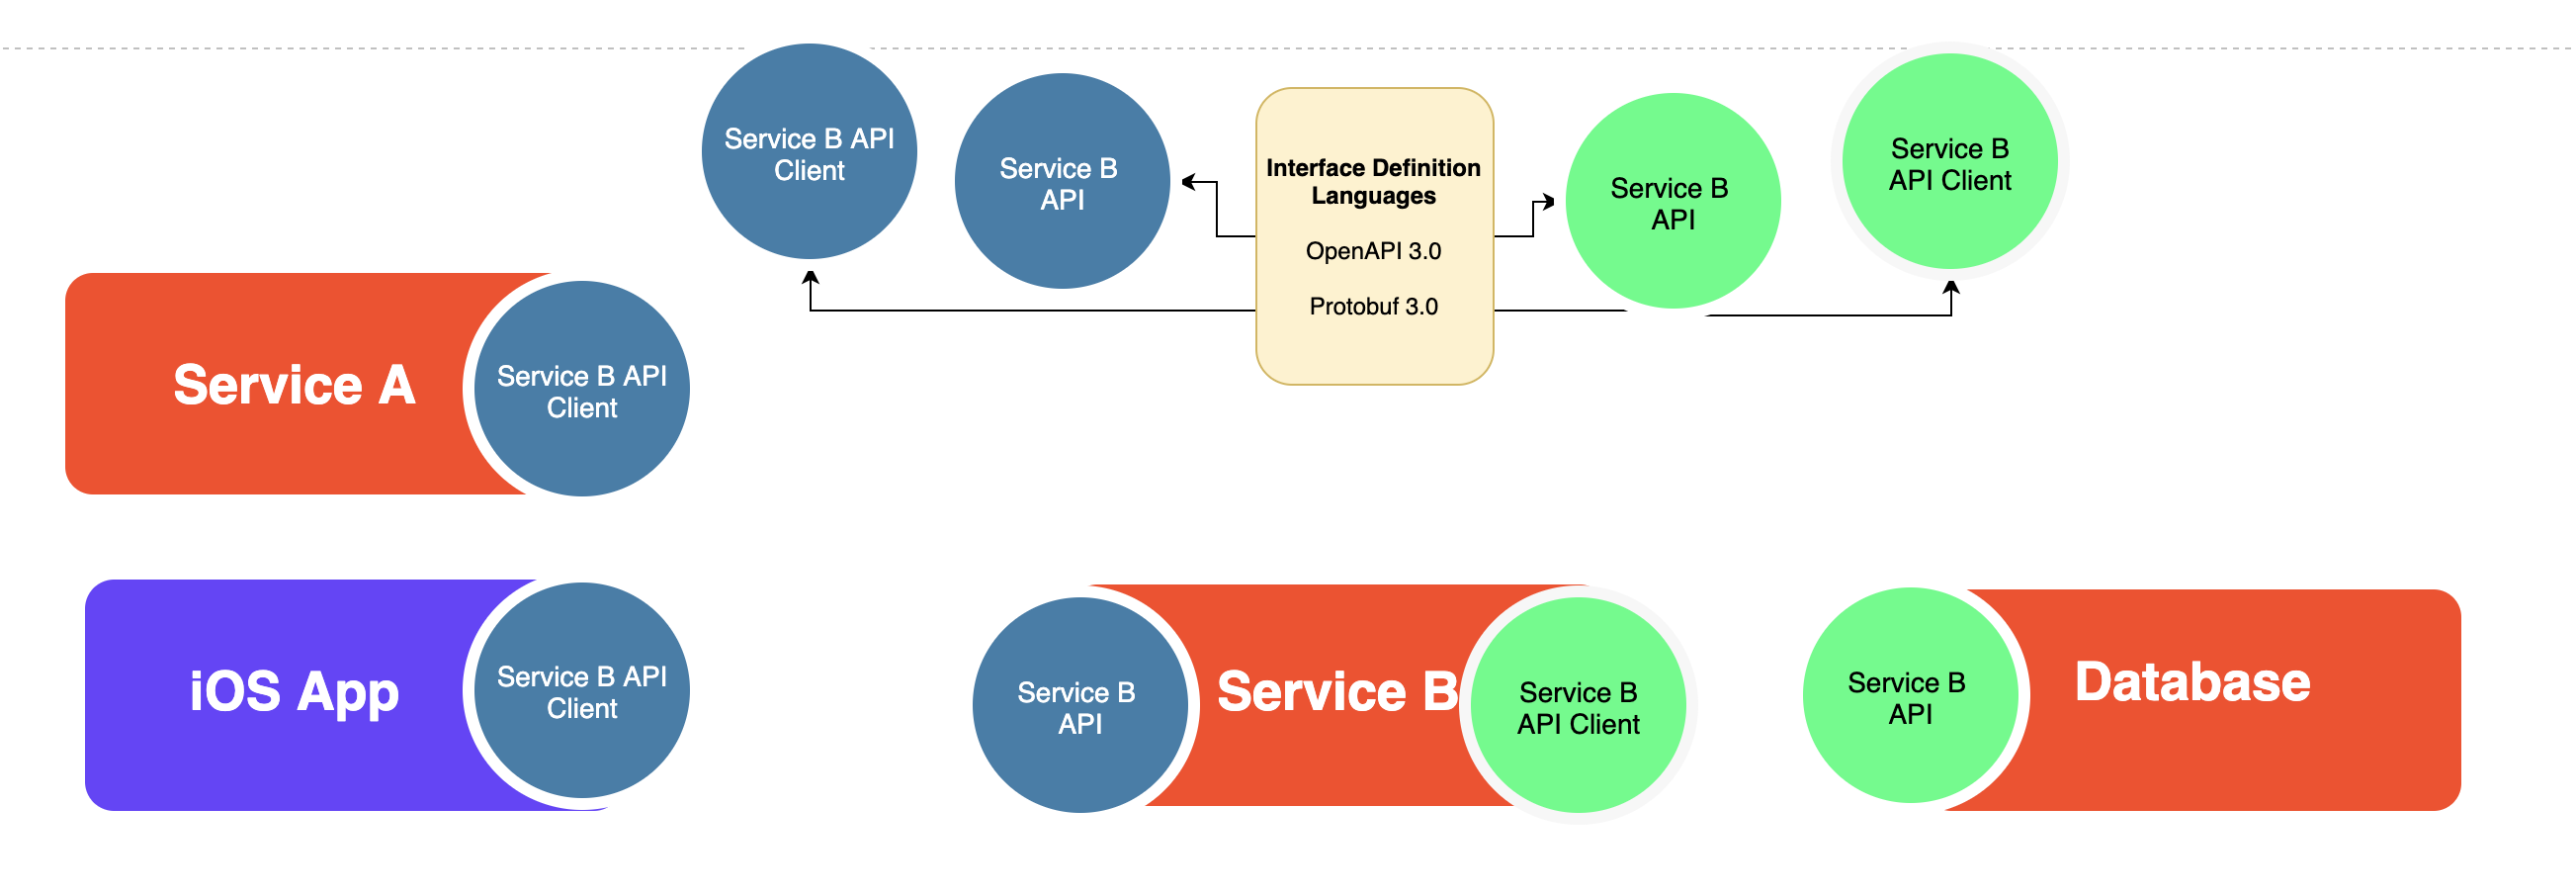 Service B API
Client
Service B
API
Interface Definition
Languages
OpenAPI 3.0
Protobuf 3.0
Service B
API
Service B
API Client
Service A
Service B API
Client
iOS App
Service B API
Client
Service B
API
Service B
Service B
API Client
Service B
API
Database